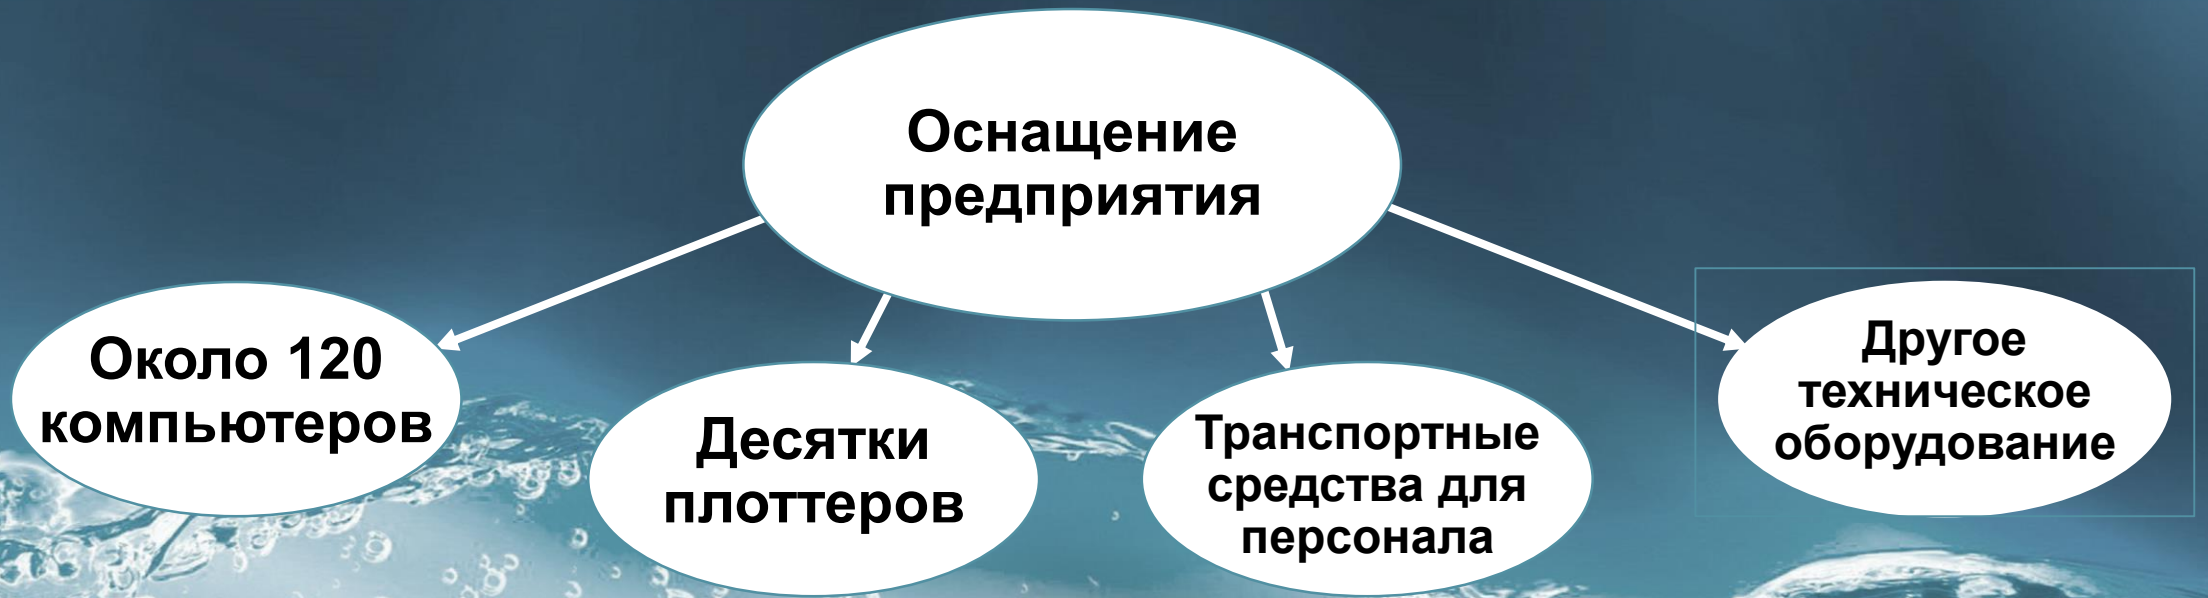 Оснащение
предприятия
Около 120
компьютеров
Десятки
плоттеров
Транспортные
средства для
персонала
Другое
техническое
оборудование